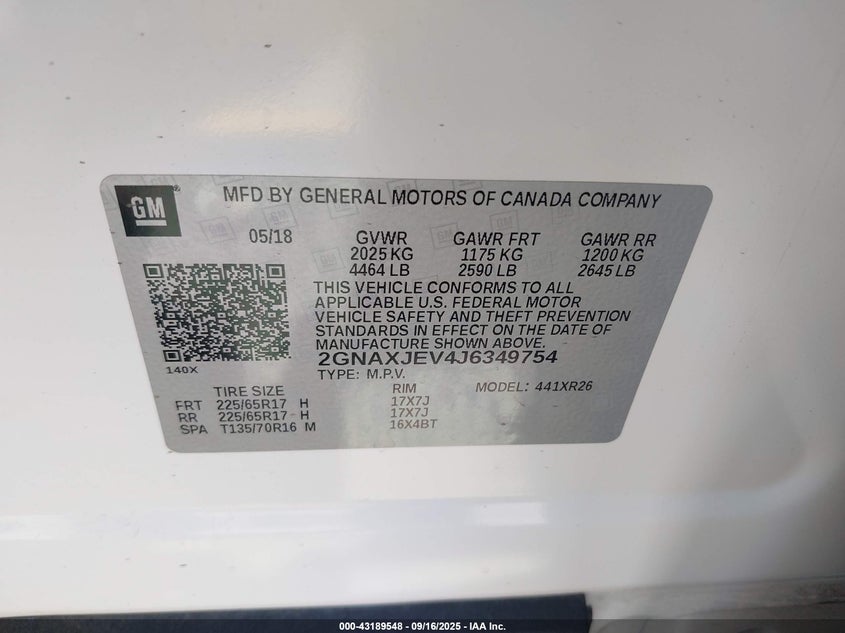 GM
MFD BY GENERAL MOTORS OF CANADA COMPANY
05/18 GVWR GAWR FRT GAWR RR
2025 KG 1175 KG 1200 KG
4464 LB 2590 LB 2645 LB
THIS VEHICLE CONFORMS TO ALL
APPLICABLE U.S. FEDERAL MOTOR
VEHICLE SAFETY AND THEFT PREVENTION
STANDARDS IN EFFECT ON THE DATE OF
MANUFACTURE SHOWN ABOVE.
2GNAXJEV4J6349754
140X
TYPE: M.P.V.
TIRE SIZE RIM MODEL: 441XR26
FRT 225/65R17 H 17X7J
RR 225/65R17 H 17X7J
SPA T135/70R16 M 16X4BT
000-43189548 - 09/16/2025 - IAA Inc.